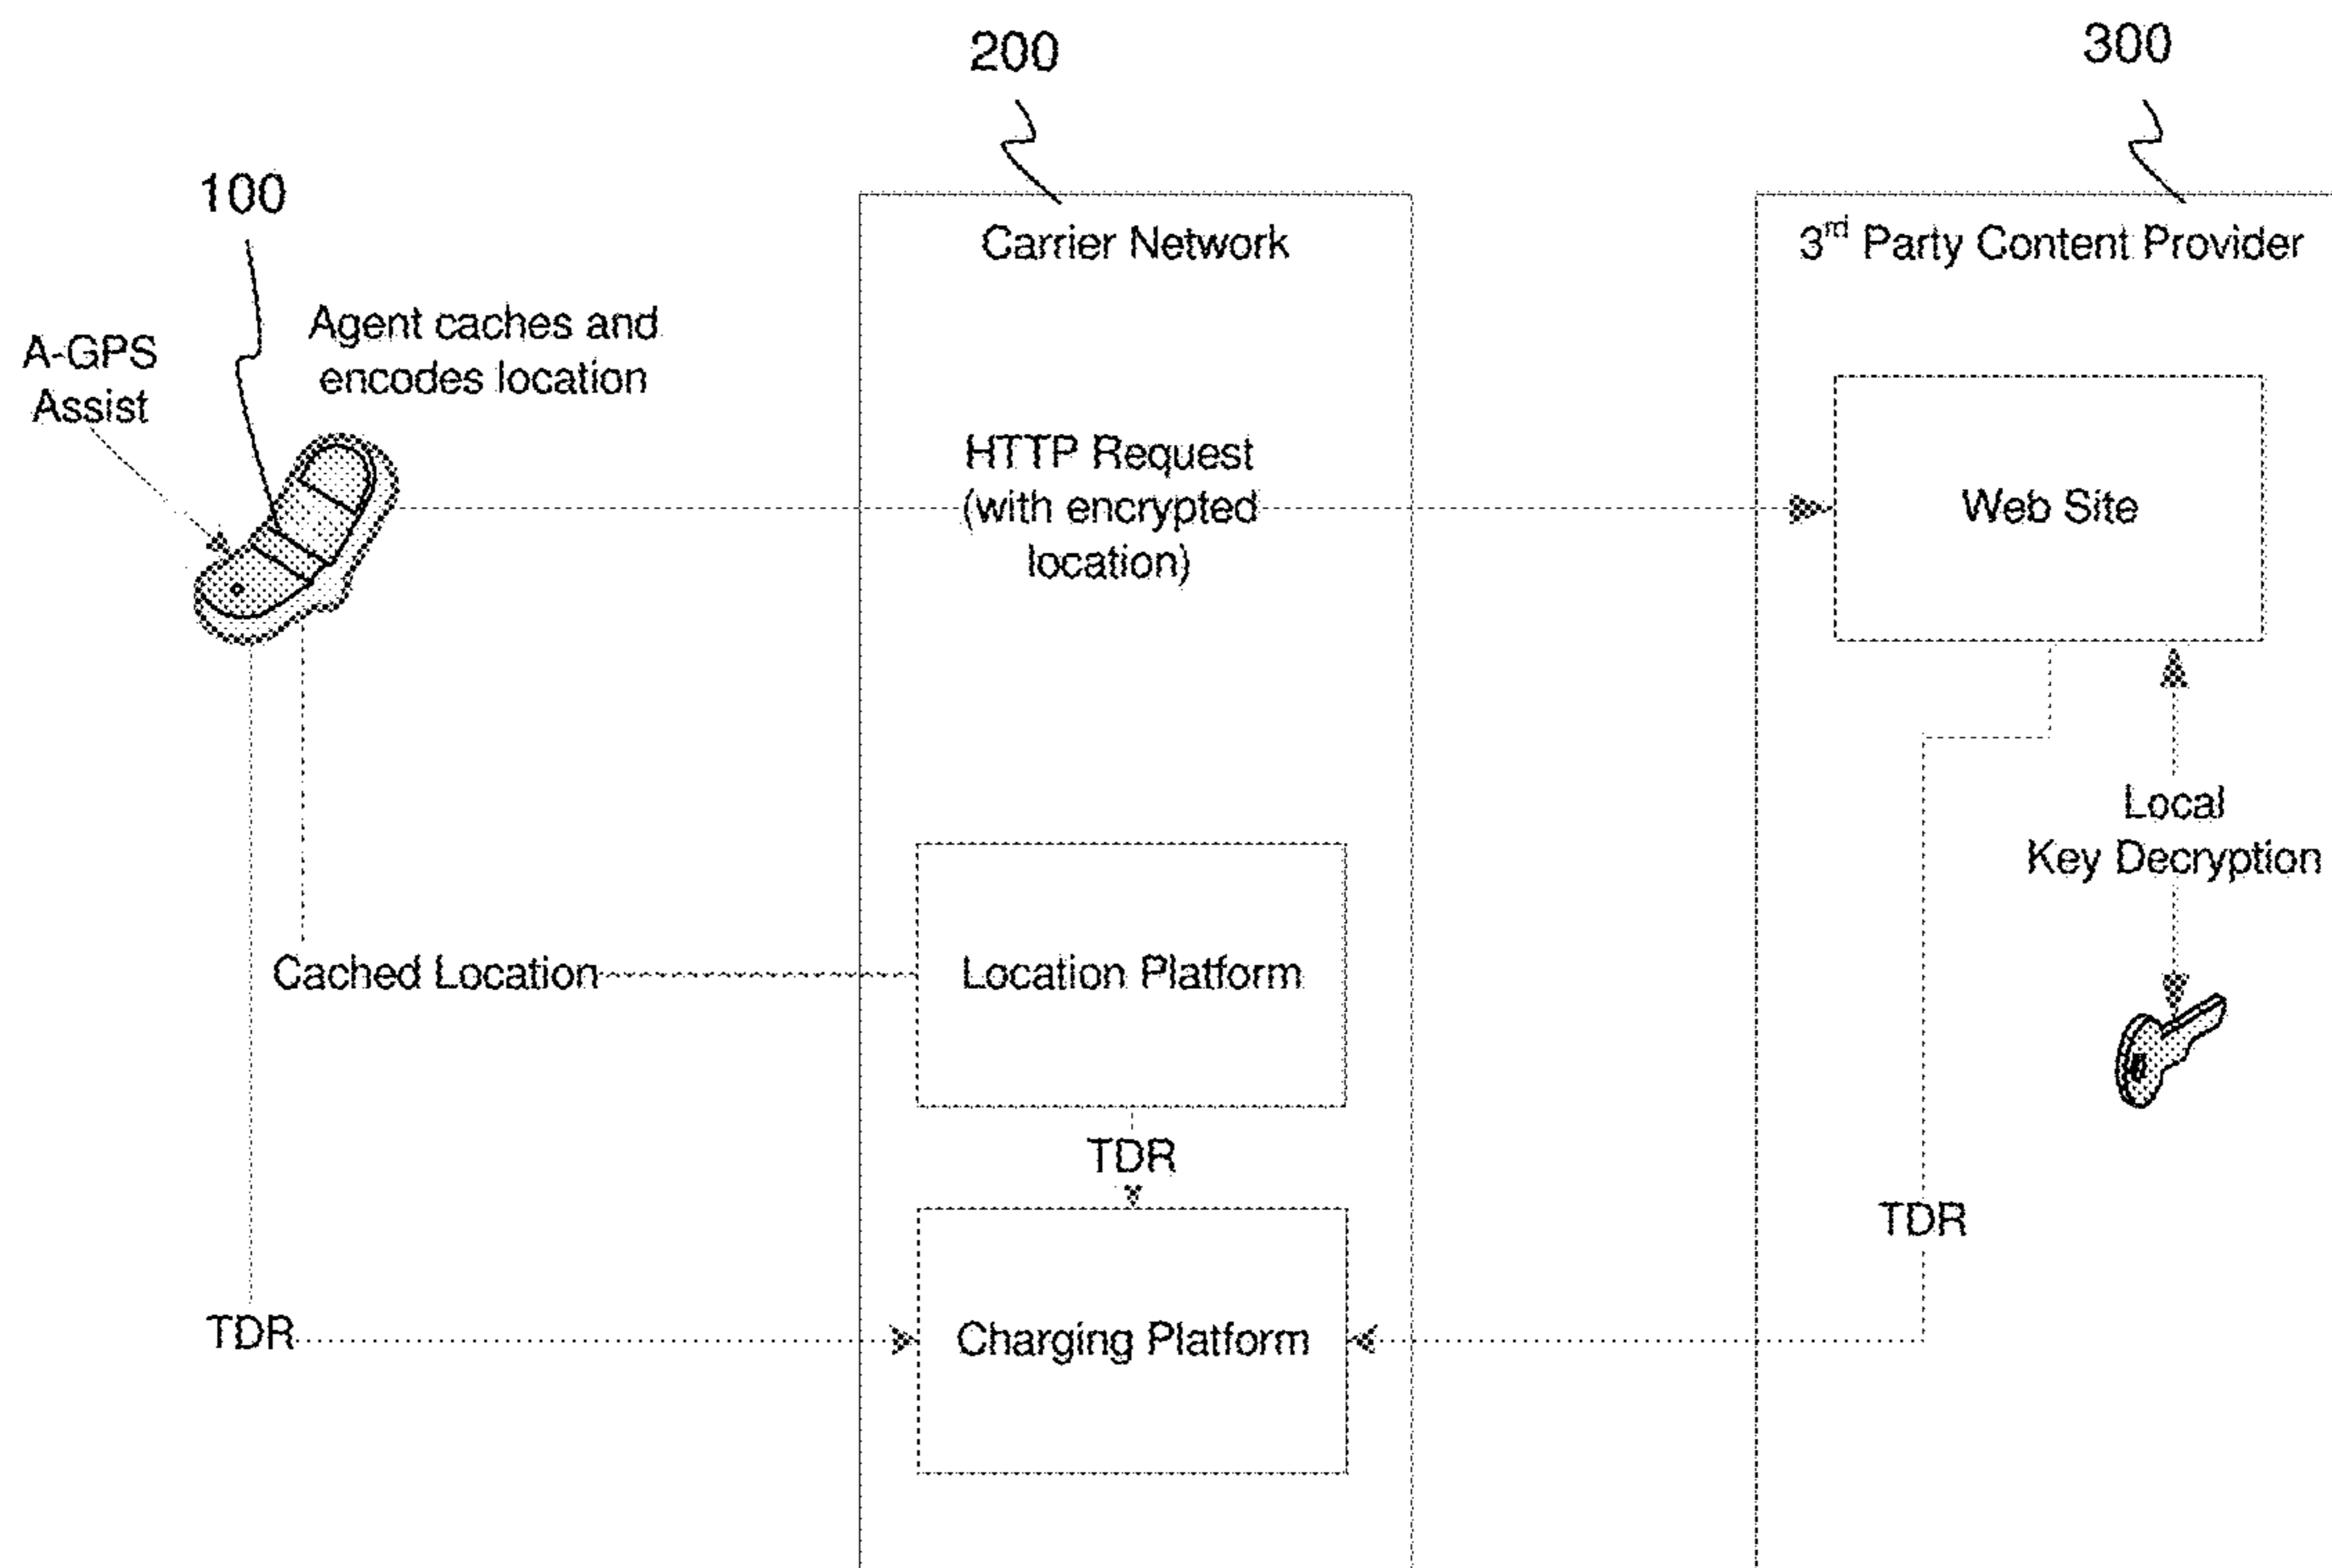 200
300
100
Carrier Network
3rd Party Content Provider
Agent caches and
encodes location
A-GPS
Assist
HTTP Request
(with encrypted
location)
Web Site
Local
Key Decryption
Cached Location
Location Platform
TDR
TDR
TDR
Charging Platform